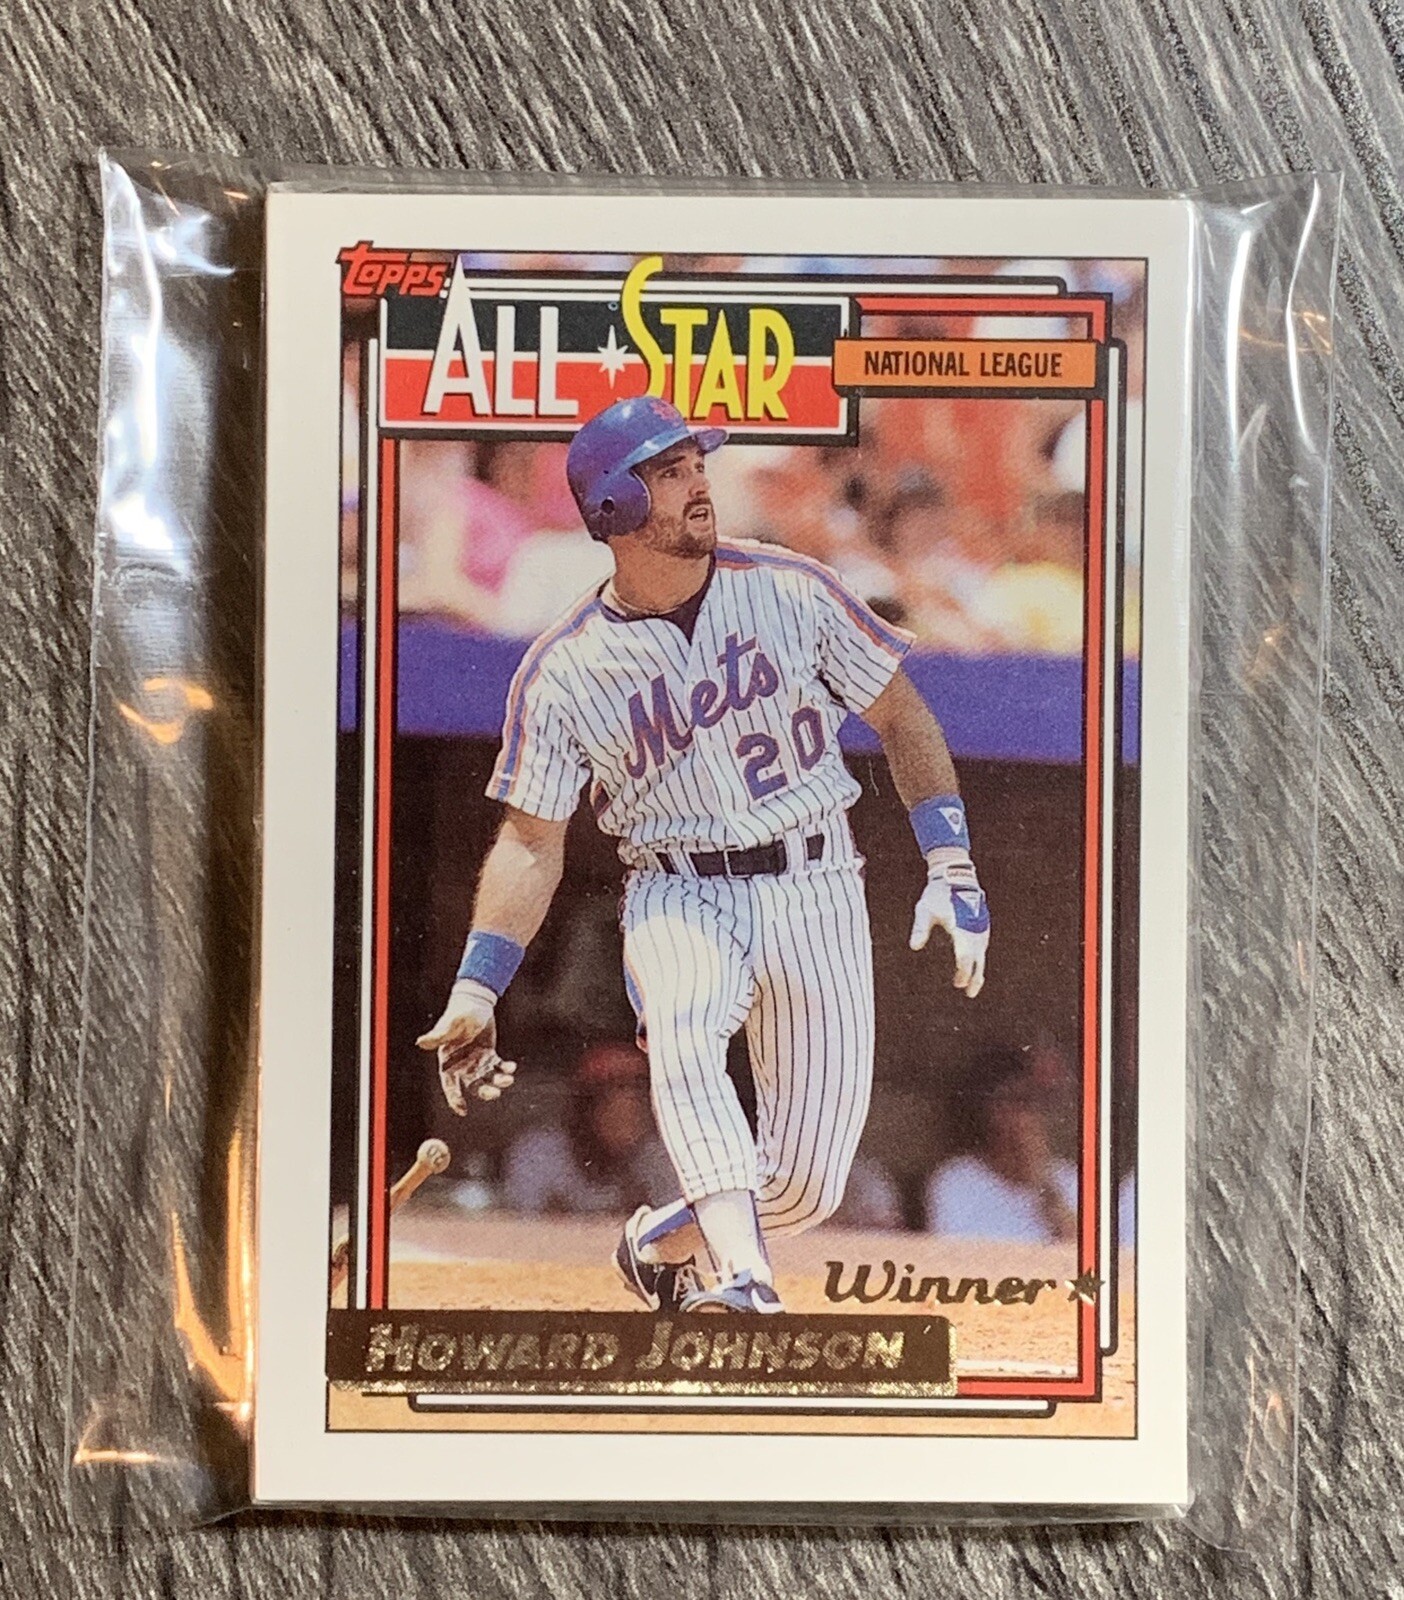 TOPPS
ALL STAR
NATIONAL LEAGUE
Mets
20
Winner
HOWARD JOHNSON